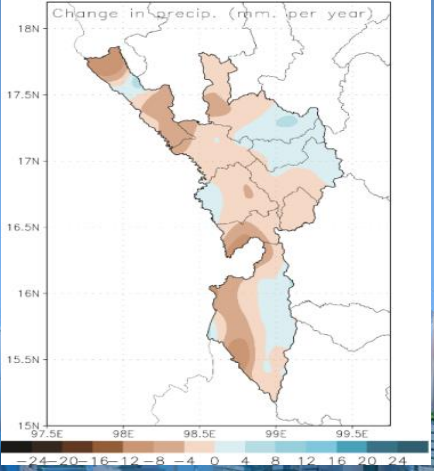 Change in precip. (mm. per year)
18N
17.5N
17N
16.5N
16N
15.5N
15N
97.5E 98E 98.5E 99E 99.5E
-24-20-16-12-8 -4 0 4 8 12 16 20 24